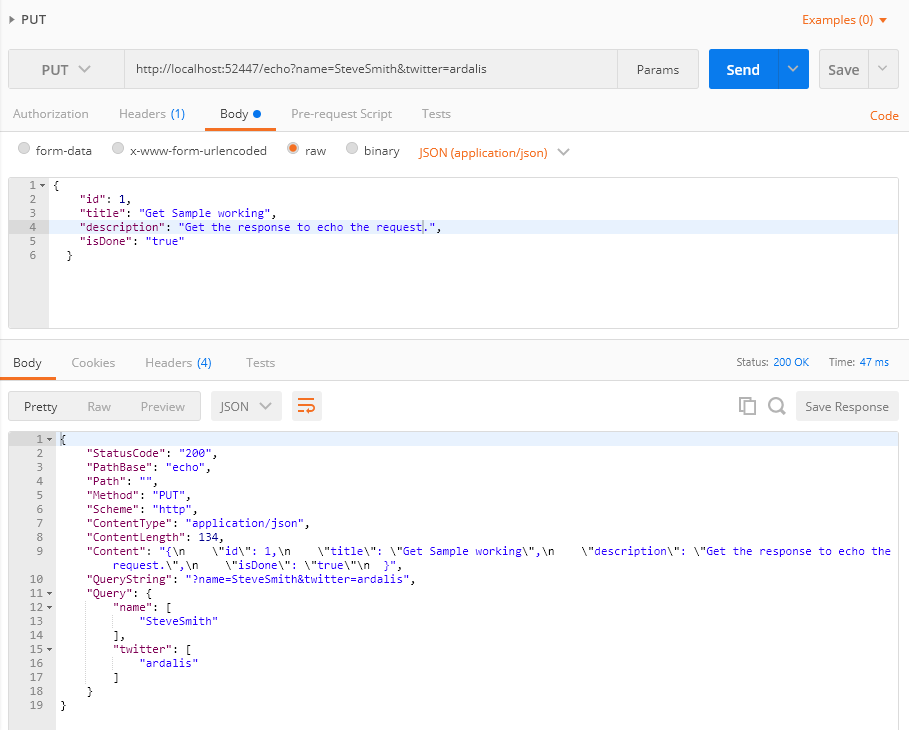 PUT Examples (0)
PUT http://localhost:52447/echo?name=SteveSmith&twitter=ardalis Params Send Save
Authorization Headers (1) Body Pre-request Script Tests Code
form-data x-www-form-urlencoded raw binary JSON (application/json)
1 {
2 "id": 1,
3 "title": "Get Sample working",
4 "description": "Get the response to echo the request.",
5 "isDone": "true"
6 }
Body Cookies Headers (4) Tests Status: 200 OK Time: 47 ms
Pretty Raw Preview JSON Save Response
1 {
2 "StatusCode": "200",
3 "PathBase": "echo",
4 "Path": "",
5 "Method": "PUT",
6 "Scheme": "http",
7 "ContentType": "application/json",
8 "ContentLength": 134,
9 "Content": "{\n    \"id\": 1,\n    \"title\": \"Get Sample working\",\n    \"description\": \"Get the response to echo the
request.\",\n    \"isDone\": \"true\"\n  }",
10 "QueryString": "?name=SteveSmith&twitter=ardalis",
11 "Query": {
12 "name": [
13 "SteveSmith"
14 ],
15 "twitter": [
16 "ardalis"
17 ]
18 }
19 }